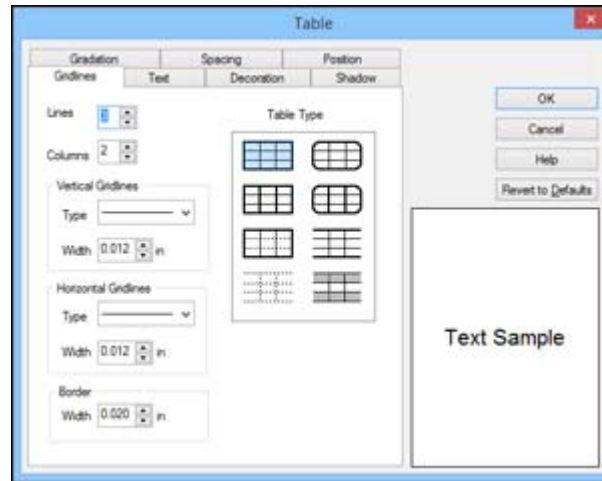 Table
Gradation Spacing Position
Gridlines Text Decoration Shadow
Lines 3
Columns 2
Vertical Gridlines
Type
Width 0.012 in
Horizontal Gridlines
Type
Width 0.012 in
Border
Width 0.020 in
Table Type
OK
Cancel
Help
Revert to Defaults
Text Sample